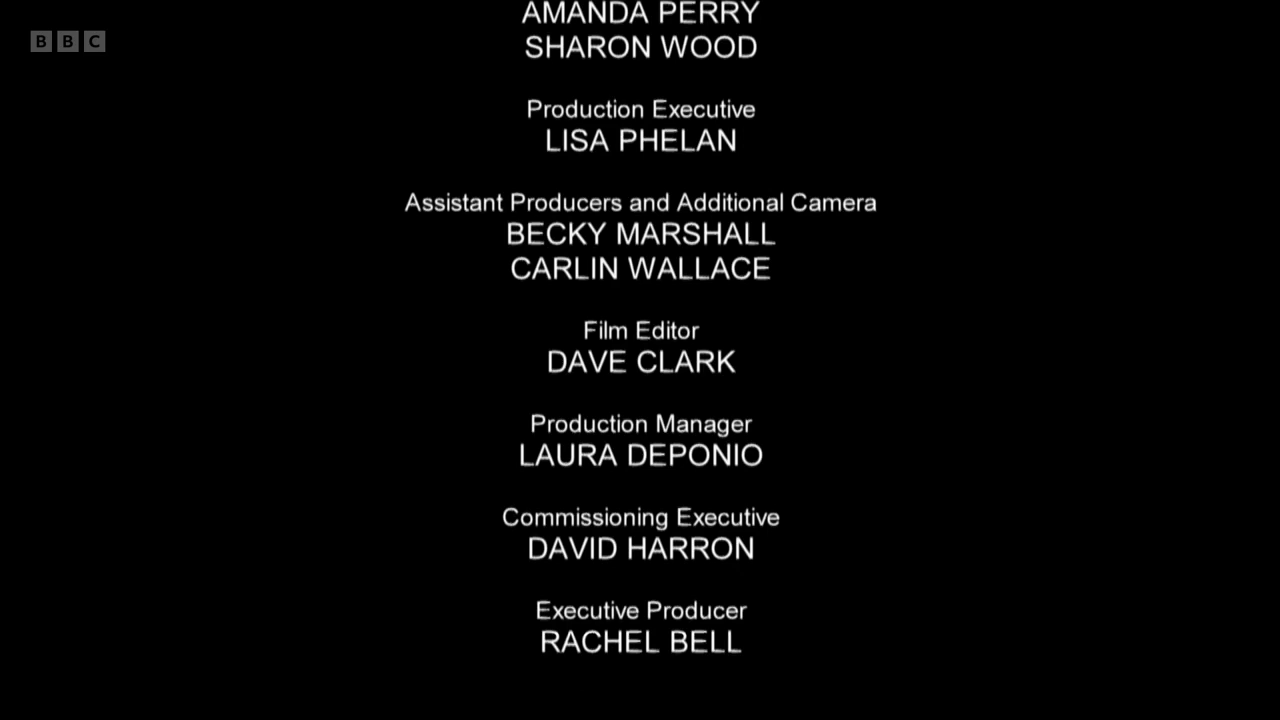 BBC
AMANDA PERRY
SHARON WOOD
Production Executive
LISA PHELAN
Assistant Producers and Additional Camera
BECKY MARSHALL
CARLIN WALLACE
Film Editor
DAVE CLARK
Production Manager
LAURA DEPONIO
Commissioning Executive
DAVID HARRON
Executive Producer
RACHEL BELL